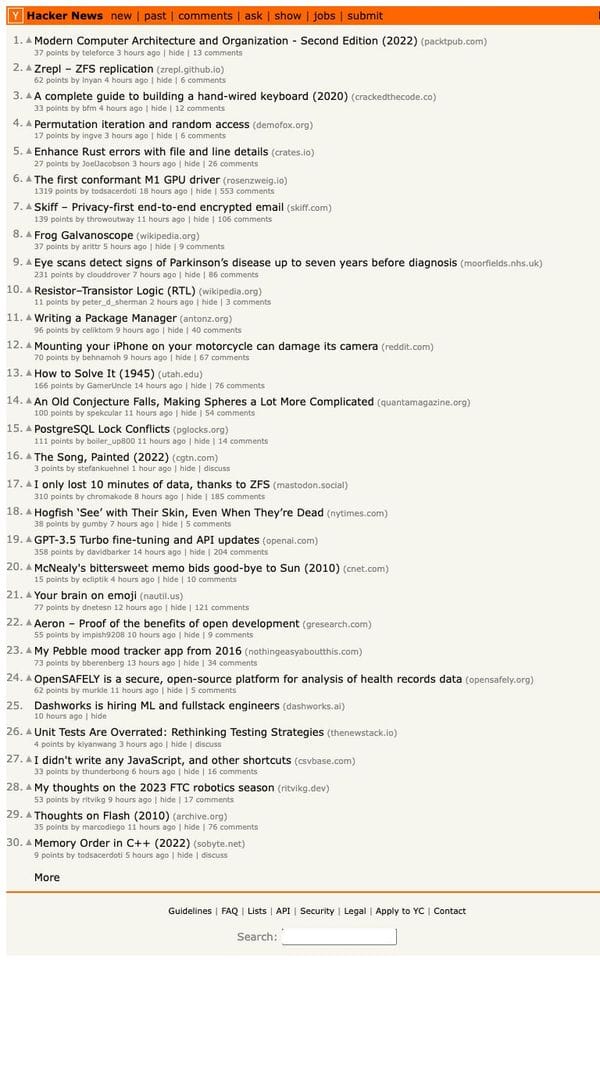 Y Hacker News new | past | comments | ask | show | jobs | submit
1. ▲ Modern Computer Architecture and Organization - Second Edition (2022) (packtpub.com)
37 points by teleforce 3 hours ago | hide | 13 comments
2. ▲ Zrepl – ZFS replication (zrepl.github.io)
62 points by lnyan 4 hours ago | hide | 6 comments
3. ▲ A complete guide to building a hand-wired keyboard (2020) (crackedthecode.co)
33 points by bfm 4 hours ago | hide | 12 comments
4. ▲ Permutation iteration and random access (demofox.org)
17 points by ingve 3 hours ago | hide | 6 comments
5. ▲ Enhance Rust errors with file and line details (crates.io)
27 points by JoelJacobson 3 hours ago | hide | 26 comments
6. ▲ The first conformant M1 GPU driver (rosenzweig.io)
1319 points by todsacerdoti 18 hours ago | hide | 553 comments
7. ▲ Skiff – Privacy-first end-to-end encrypted email (skiff.com)
139 points by throwoutway 11 hours ago | hide | 106 comments
8. ▲ Frog Galvanoscope (wikipedia.org)
37 points by arittr 5 hours ago | hide | 9 comments
9. ▲ Eye scans detect signs of Parkinson’s disease up to seven years before diagnosis (moorfields.nhs.uk)
231 points by clouddrover 7 hours ago | hide | 86 comments
10. ▲ Resistor–Transistor Logic (RTL) (wikipedia.org)
11 points by peter_d_sherman 2 hours ago | hide | 3 comments
11. ▲ Writing a Package Manager (antonz.org)
96 points by celiktom 9 hours ago | hide | 40 comments
12. ▲ Mounting your iPhone on your motorcycle can damage its camera (reddit.com)
70 points by behnamoh 9 hours ago | hide | 67 comments
13. ▲ How to Solve It (1945) (utah.edu)
166 points by GamerUncle 14 hours ago | hide | 76 comments
14. ▲ An Old Conjecture Falls, Making Spheres a Lot More Complicated (quantamagazine.org)
100 points by spekcular 11 hours ago | hide | 54 comments
15. ▲ PostgreSQL Lock Conflicts (pglocks.org)
111 points by boiler_up800 11 hours ago | hide | 14 comments
16. ▲ The Song, Painted (2022) (cgtn.com)
3 points by stefankuehnel 1 hour ago | hide | discuss
17. ▲ I only lost 10 minutes of data, thanks to ZFS (mastodon.social)
310 points by chromakode 8 hours ago | hide | 185 comments
18. ▲ Hogfish ‘See’ with Their Skin, Even When They’re Dead (nytimes.com)
38 points by gumby 7 hours ago | hide | 5 comments
19. ▲ GPT-3.5 Turbo fine-tuning and API updates (openai.com)
358 points by davidbarker 14 hours ago | hide | 204 comments
20. ▲ McNealy's bittersweet memo bids good-bye to Sun (2010) (cnet.com)
15 points by ecliptik 4 hours ago | hide | 10 comments
21. ▲ Your brain on emoji (nautil.us)
77 points by dnetesn 12 hours ago | hide | 121 comments
22. ▲ Aeron – Proof of the benefits of open development (gresearch.com)
55 points by impish9208 10 hours ago | hide | 9 comments
23. ▲ My Pebble mood tracker app from 2016 (nothingeasyaboutthis.com)
73 points by bberenberg 13 hours ago | hide | 34 comments
24. ▲ OpenSAFELY is a secure, open-source platform for analysis of health records data (opensafely.org)
62 points by murkle 11 hours ago | hide | 5 comments
25. Dashworks is hiring ML and fullstack engineers (dashworks.ai)
10 hours ago | hide
26. ▲ Unit Tests Are Overrated: Rethinking Testing Strategies (thenewstack.io)
4 points by kiyanwang 3 hours ago | hide | discuss
27. ▲ I didn't write any JavaScript, and other shortcuts (csvbase.com)
33 points by thunderbong 6 hours ago | hide | 16 comments
28. ▲ My thoughts on the 2023 FTC robotics season (ritvikg.dev)
53 points by ritvikg 9 hours ago | hide | 17 comments
29. ▲ Thoughts on Flash (2010) (archive.org)
35 points by marcodiego 11 hours ago | hide | 76 comments
30. ▲ Memory Order in C++ (2022) (sobyte.net)
9 points by todsacerdoti 5 hours ago | hide | discuss
More
Guidelines | FAQ | Lists | API | Security | Legal | Apply to YC | Contact
Search: